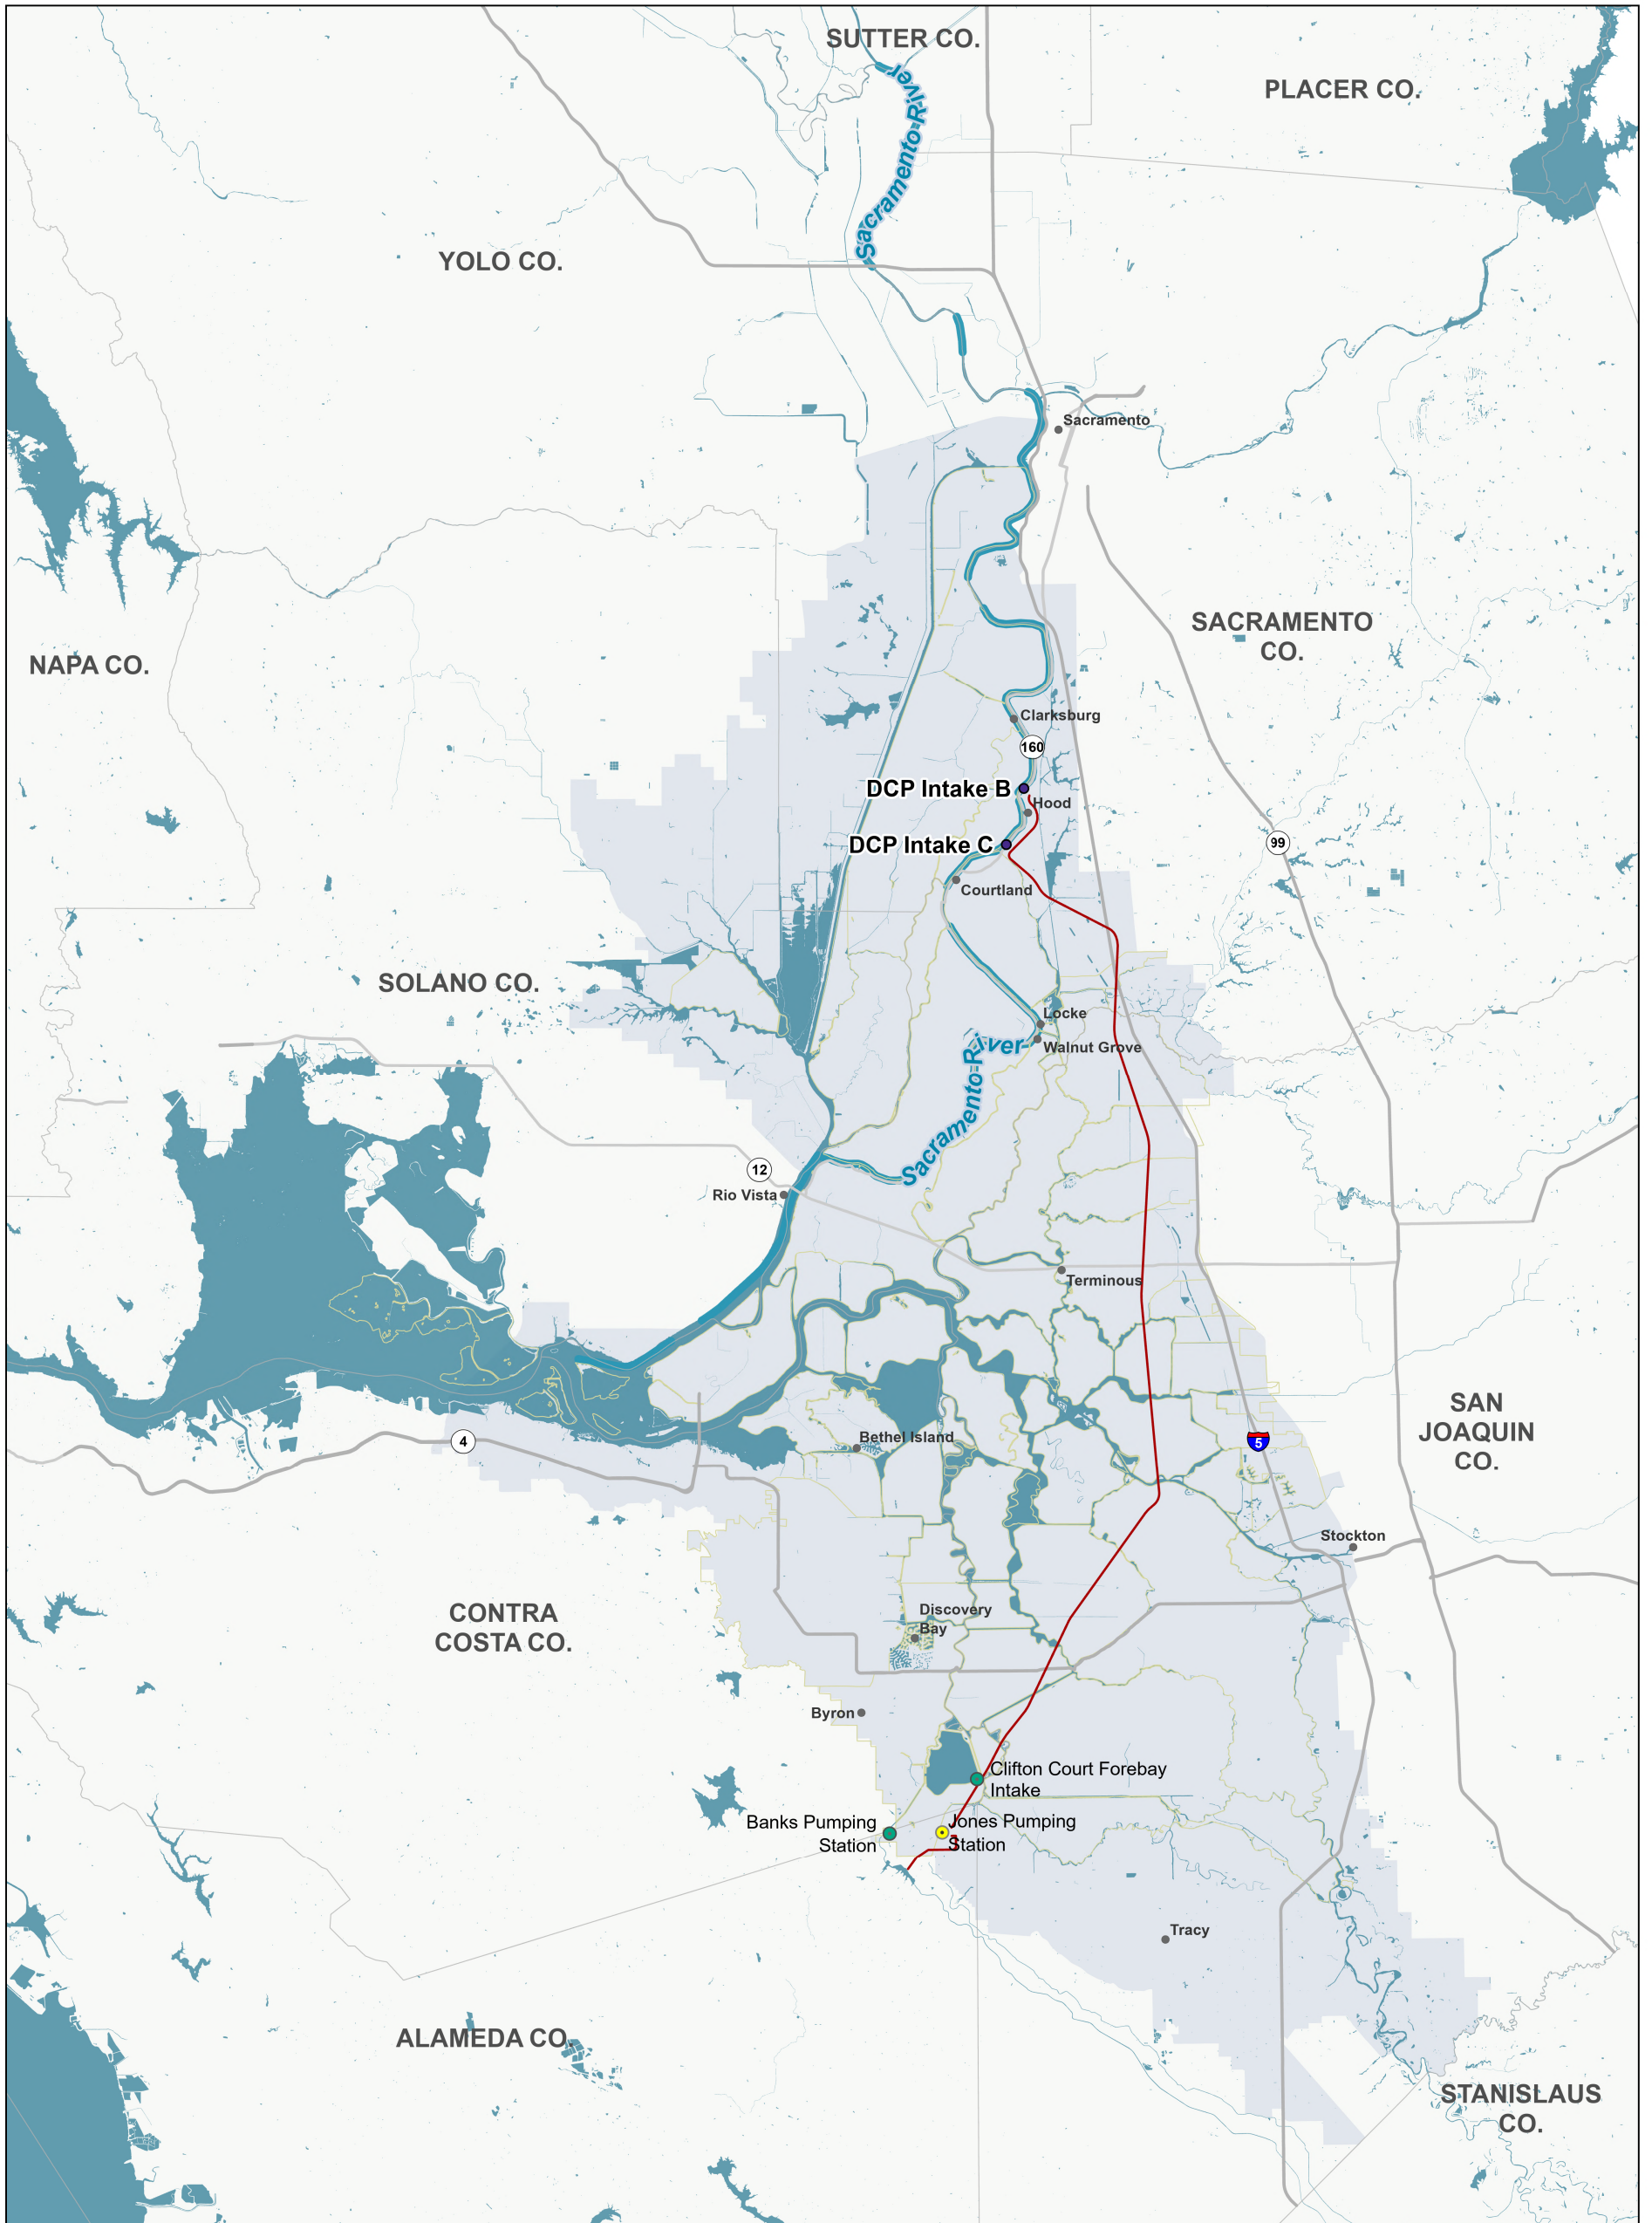 SUTTER CO.
PLACER CO.
Sacramento River
YOLO CO.
Sacramento
SACRAMENTO
CO.
NAPA CO.
Clarksburg
160
DCP Intake B
Hood
DCP Intake C
99
Courtland
SOLANO CO.
Locke
Walnut Grove
Sacramento River
12
Rio Vista
Terminous
SAN
JOAQUIN
CO.
4
Bethel Island
5
Stockton
CONTRA
COSTA CO.
Discovery
Bay
Byron
Clifton Court Forebay
Intake
Banks Pumping
Station
Jones Pumping
Station
Tracy
ALAMEDA CO.
STANISLAUS
CO.